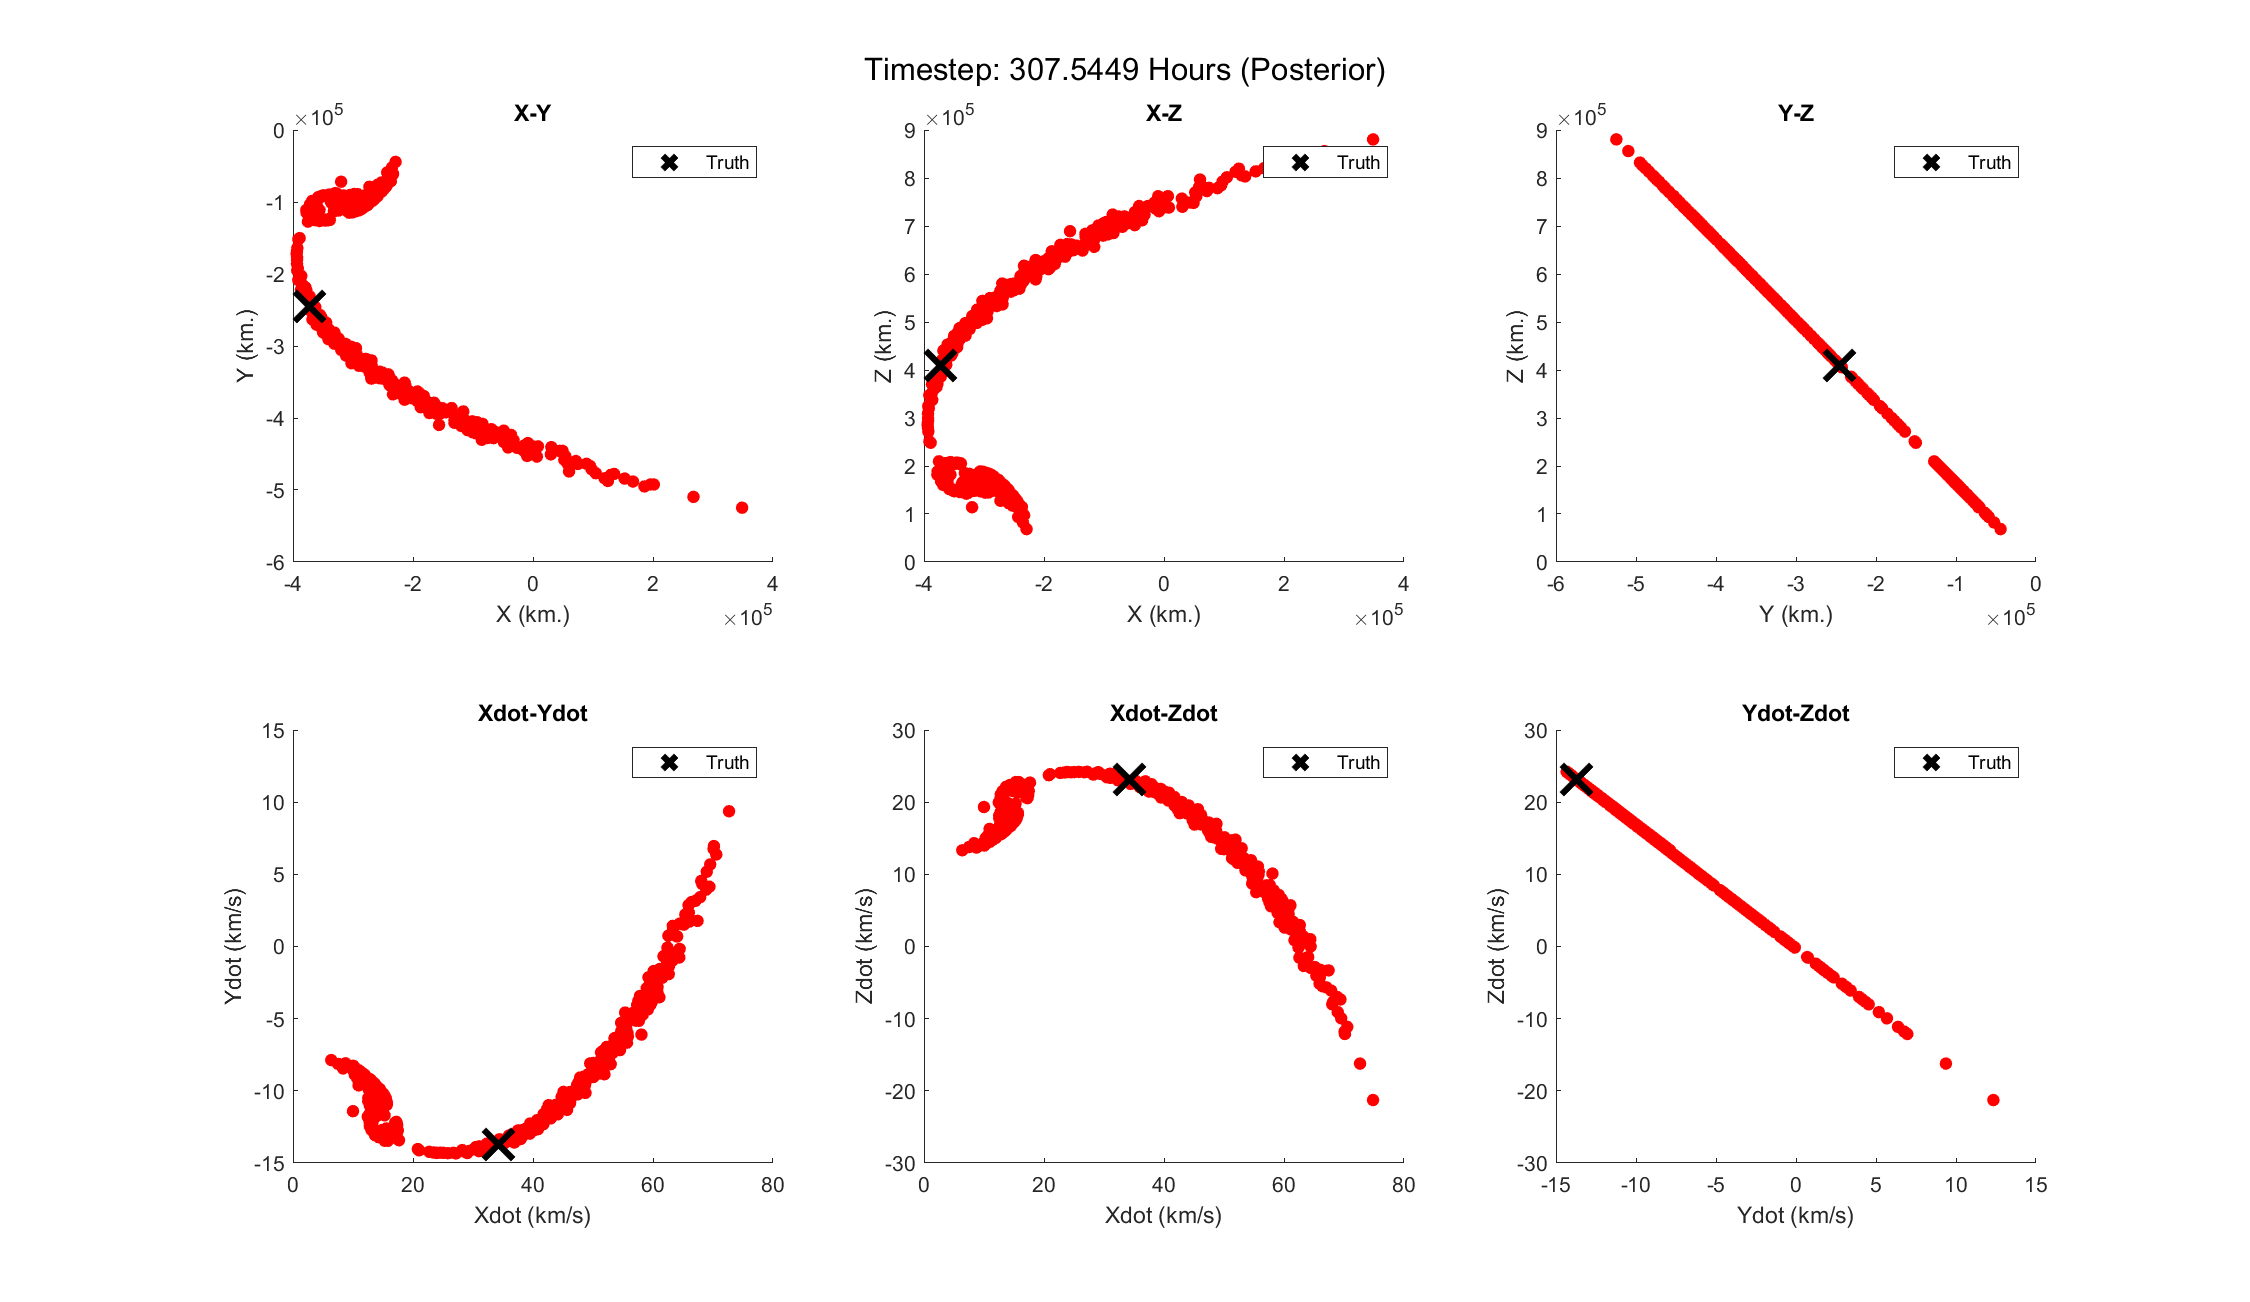 Timestep: 307.5449 Hours (Posterior)
X-Y
×10^5
0
-1
-2
-3
-4
-5
-6
Y (km.)
-4 -2 0 2 4
X (km.)
×10^5
Truth
X-Z
×10^5
9
8
7
6
5
4
3
2
1
0
Z (km.)
-4 -2 0 2 4
X (km.)
×10^5
Truth
Y-Z
×10^5
9
8
7
6
5
4
3
2
1
0
Z (km.)
-6 -5 -4 -3 -2 -1 0
Y (km.)
×10^5
Truth
Xdot-Ydot
15
10
5
0
-5
-10
-15
Ydot (km/s)
0 20 40 60 80
Xdot (km/s)
Truth
Xdot-Zdot
30
20
10
0
-10
-20
-30
Zdot (km/s)
0 20 40 60 80
Xdot (km/s)
Truth
Ydot-Zdot
30
20
10
0
-10
-20
-30
Zdot (km/s)
-15 -10 -5 0 5 10 15
Ydot (km/s)
Truth